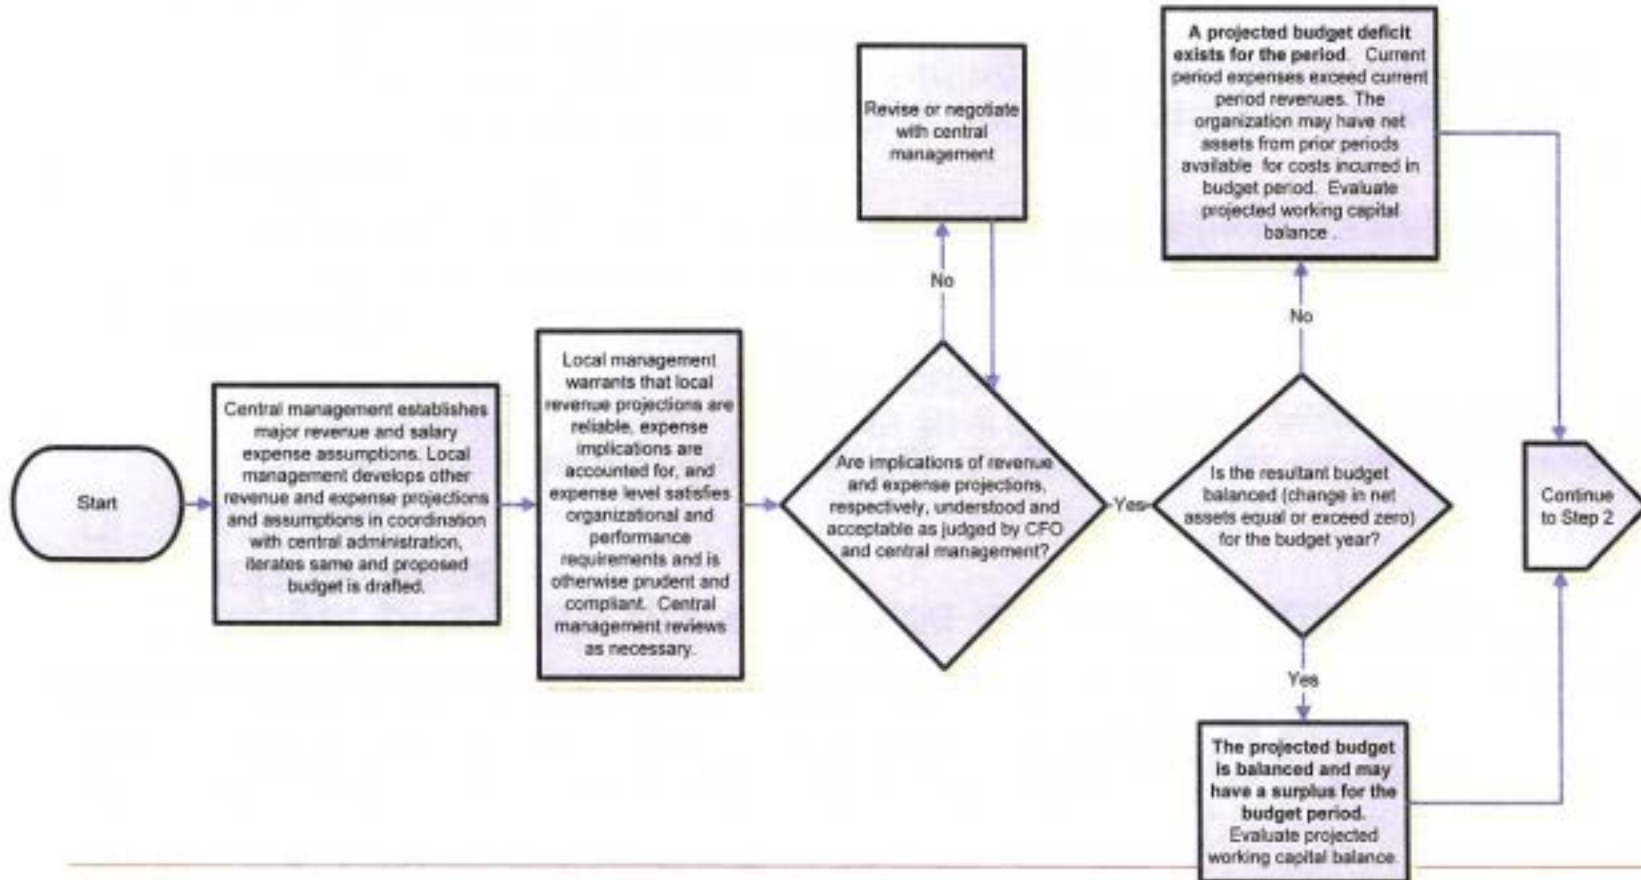 Start
Central management establishes
major revenue and salary
expense assumptions. Local
management develops other
revenue and expense projections
and assumptions in coordination
with central administration,
iterates same and proposed
budget is drafted.
Local management
warrants that local
revenue projections are
reliable, expense
implications are
accounted for, and
expense level satisfies
organizational and
performance
requirements and is
otherwise prudent and
compliant. Central
management reviews
as necessary.
Revise or negotiate
with central
management
No
Are implications of revenue
and expense projections,
respectively, understood and
acceptable as judged by CFO
and central management?
Yes
A projected budget deficit
exists for the period. Current
period expenses exceed current
period revenues. The
organization may have net
assets from prior periods
available for costs incurred in
budget period. Evaluate
projected working capital
balance .
No
Is the resultant budget
balanced (change in net
assets equal or exceed zero)
for the budget year?
Yes
The projected budget
is balanced and may
have a surplus for the
budget period.
Evaluate projected
working capital balance.
Continue
to Step 2